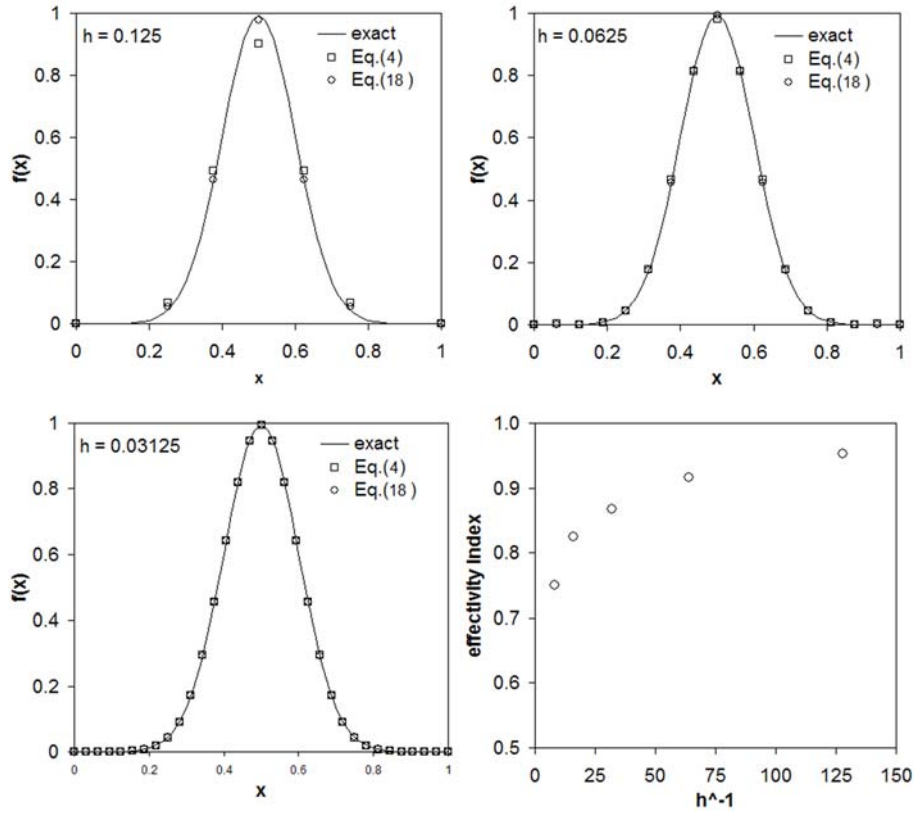 h = 0.125
exact
Eq.(4)
Eq.(18 )
1
0.8
0.6
0.4
0.2
0
f(x)
0
0.2
0.4
0.6
0.8
1
x
h = 0.0625
exact
Eq.(4)
Eq.(18 )
1
0.8
0.6
0.4
0.2
0
f(x)
0
0.2
0.4
0.6
0.8
1
x
h = 0.03125
exact
Eq.(4)
Eq.(18 )
1
0.8
0.6
0.4
0.2
0
f(x)
0
0.2
0.4
0.6
0.8
1
x
1.0
0.9
0.8
0.7
0.6
0.5
effectivity index
0
25
50
75
100
125
150
h^-1